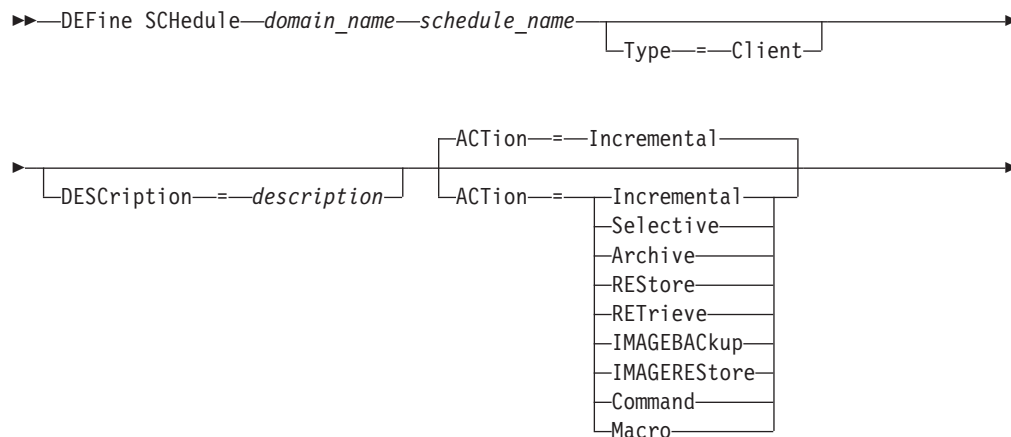 DEFine SCHedule domain_name schedule_name
Type = Client
ACTion = Incremental
DESCription = description
ACTion = Incremental
Selective
Archive
REStore
RETrieve
IMAGEBACkup
IMAGEREStore
Command
Macro